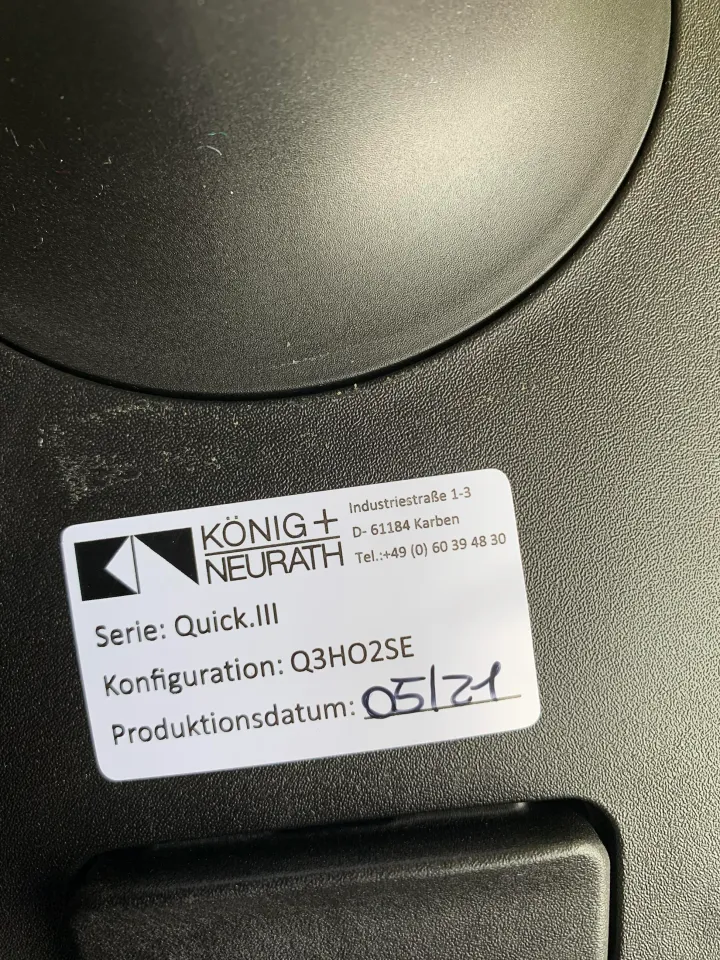 KÖNIG +
NEURATH
Industriestraße 1-3
D- 61184 Karben
Tel.:+49 (0) 60 39 48 30
Serie: Quick.III
Konfiguration: Q3HO2SE
Produktionsdatum: 05/21